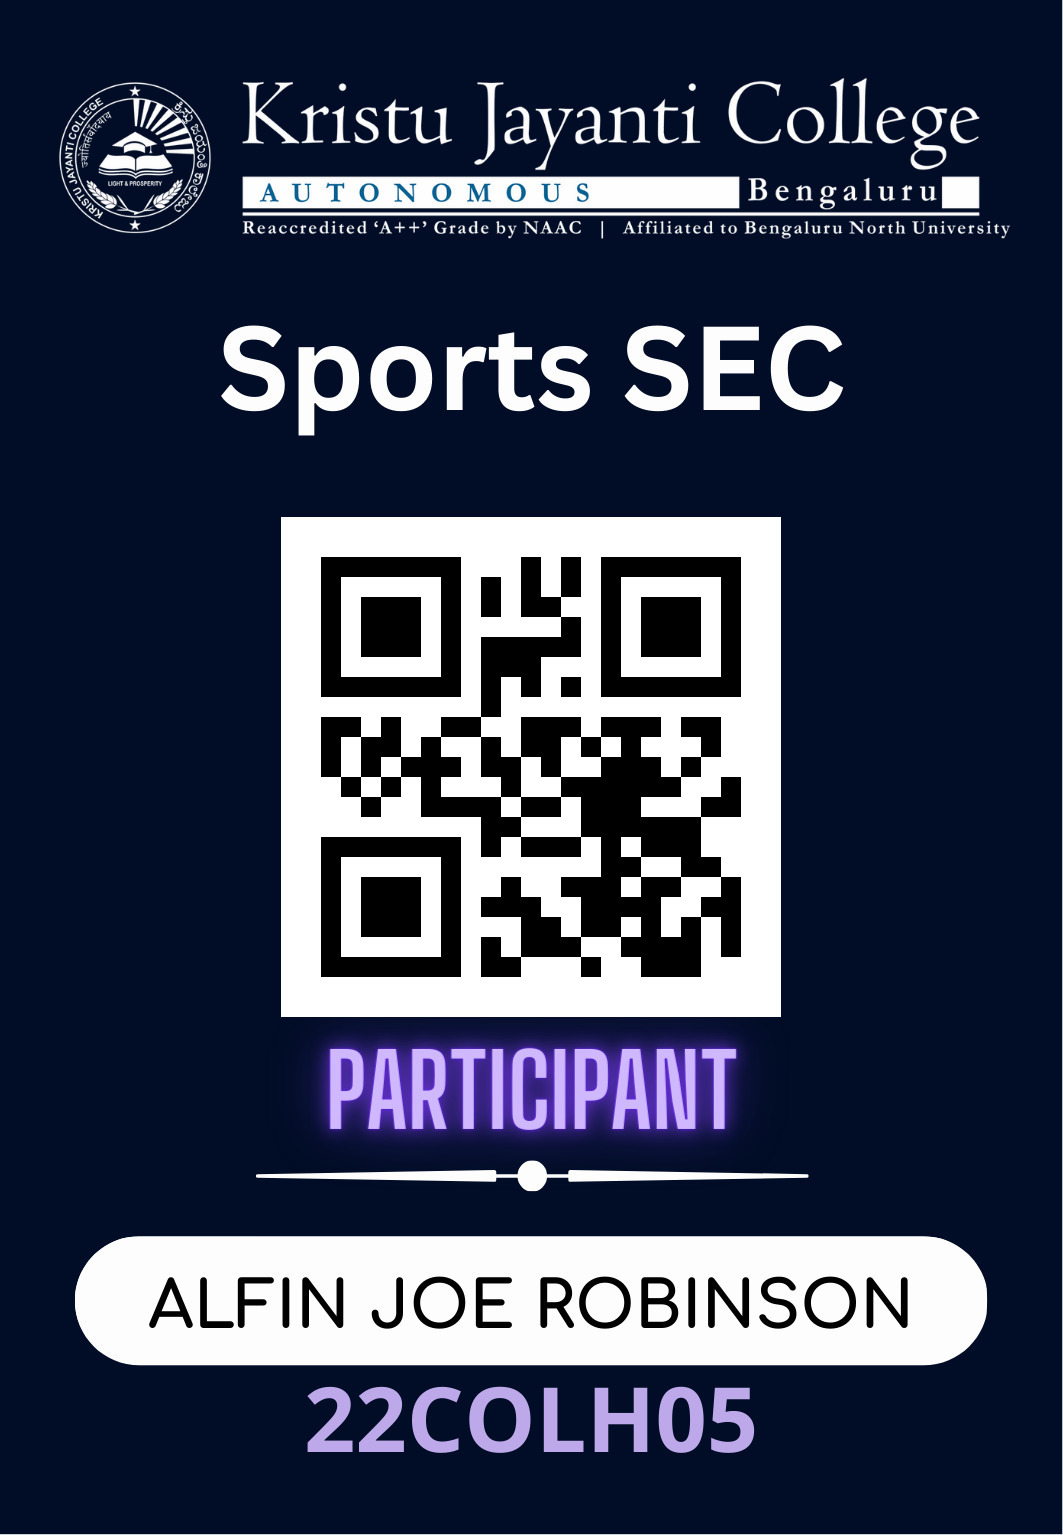 Kristu Jayanti College
AUTONOMOUS Bengaluru
Reaccredited ‘A++’ Grade by NAAC | Affiliated to Bengaluru North University
KRISTU JAYANTI COLLEGE
LIGHT & PROSPERITY
Sports SEC
PARTICIPANT
ALFIN JOE ROBINSON
22COLH05